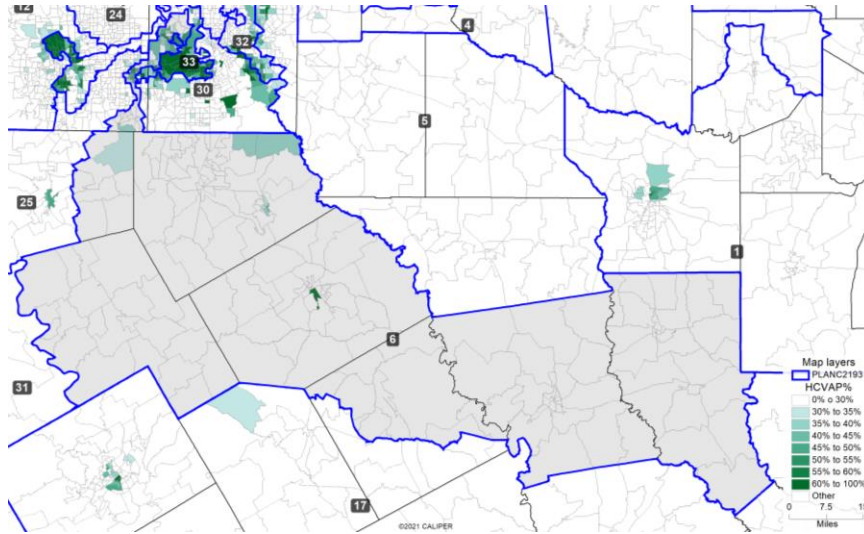 12
24
4
32
33
30
5
25
1
6
31
17
Map layers
PLANC2193
HCVAP%
0% o 30%
30% to 35%
35% to 40%
40% to 45%
45% to 50%
50% to 55%
55% to 60%
60% to 100%
Other
0 7.5
Miles
©2021 CALIPER